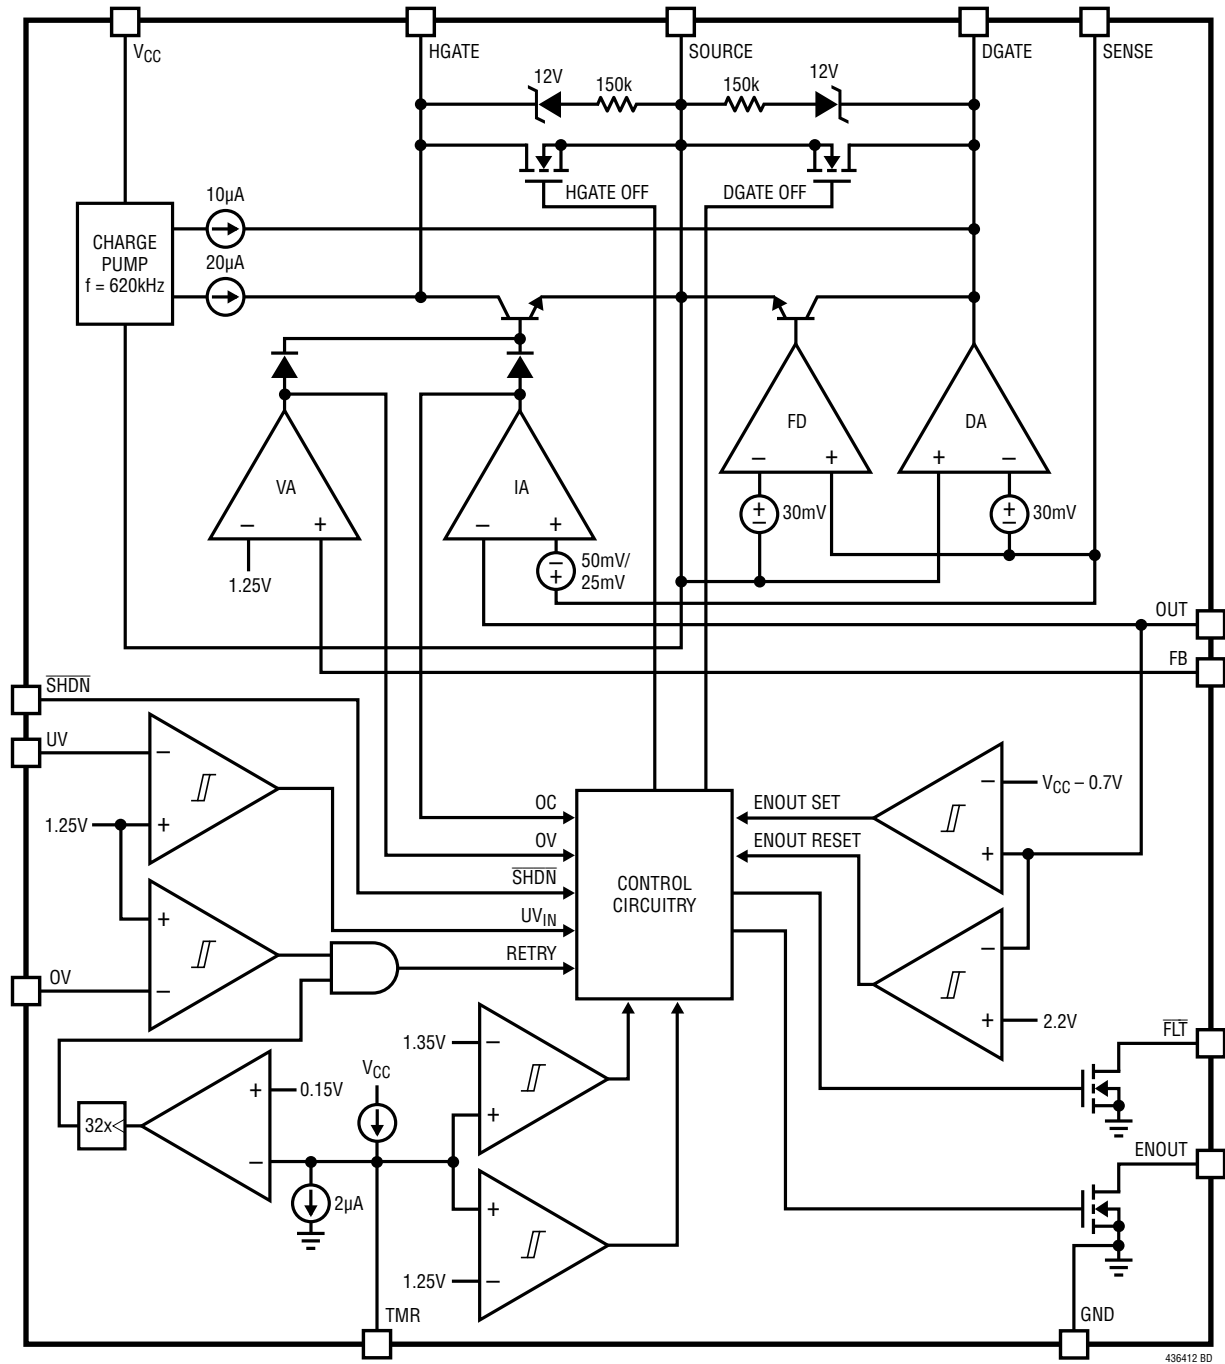 VCC
HGATE
SOURCE
DGATE
SENSE
12V
150k
150k
12V
HGATE OFF
DGATE OFF
10µA
CHARGE
PUMP
f = 620kHz
20µA
FD
DA
– +
+ –
VA
IA
+
–
30mV
+
–
30mV
– +
– +
1.25V
–
+
50mV/
25mV
OUT
FB
SHDN
UV
–
1.25V
+
+
OV
–
OC
OV
SHDN
UVIN
RETRY
CONTROL
CIRCUITRY
ENOUT SET
ENOUT RESET
–
VCC – 0.7V
+
–
+
2.2V
FLT
1.35V
–
VCC
+
0.15V
+
32x<
–
ENOUT
2µA
+
1.25V
–
TMR
GND
436412 BD